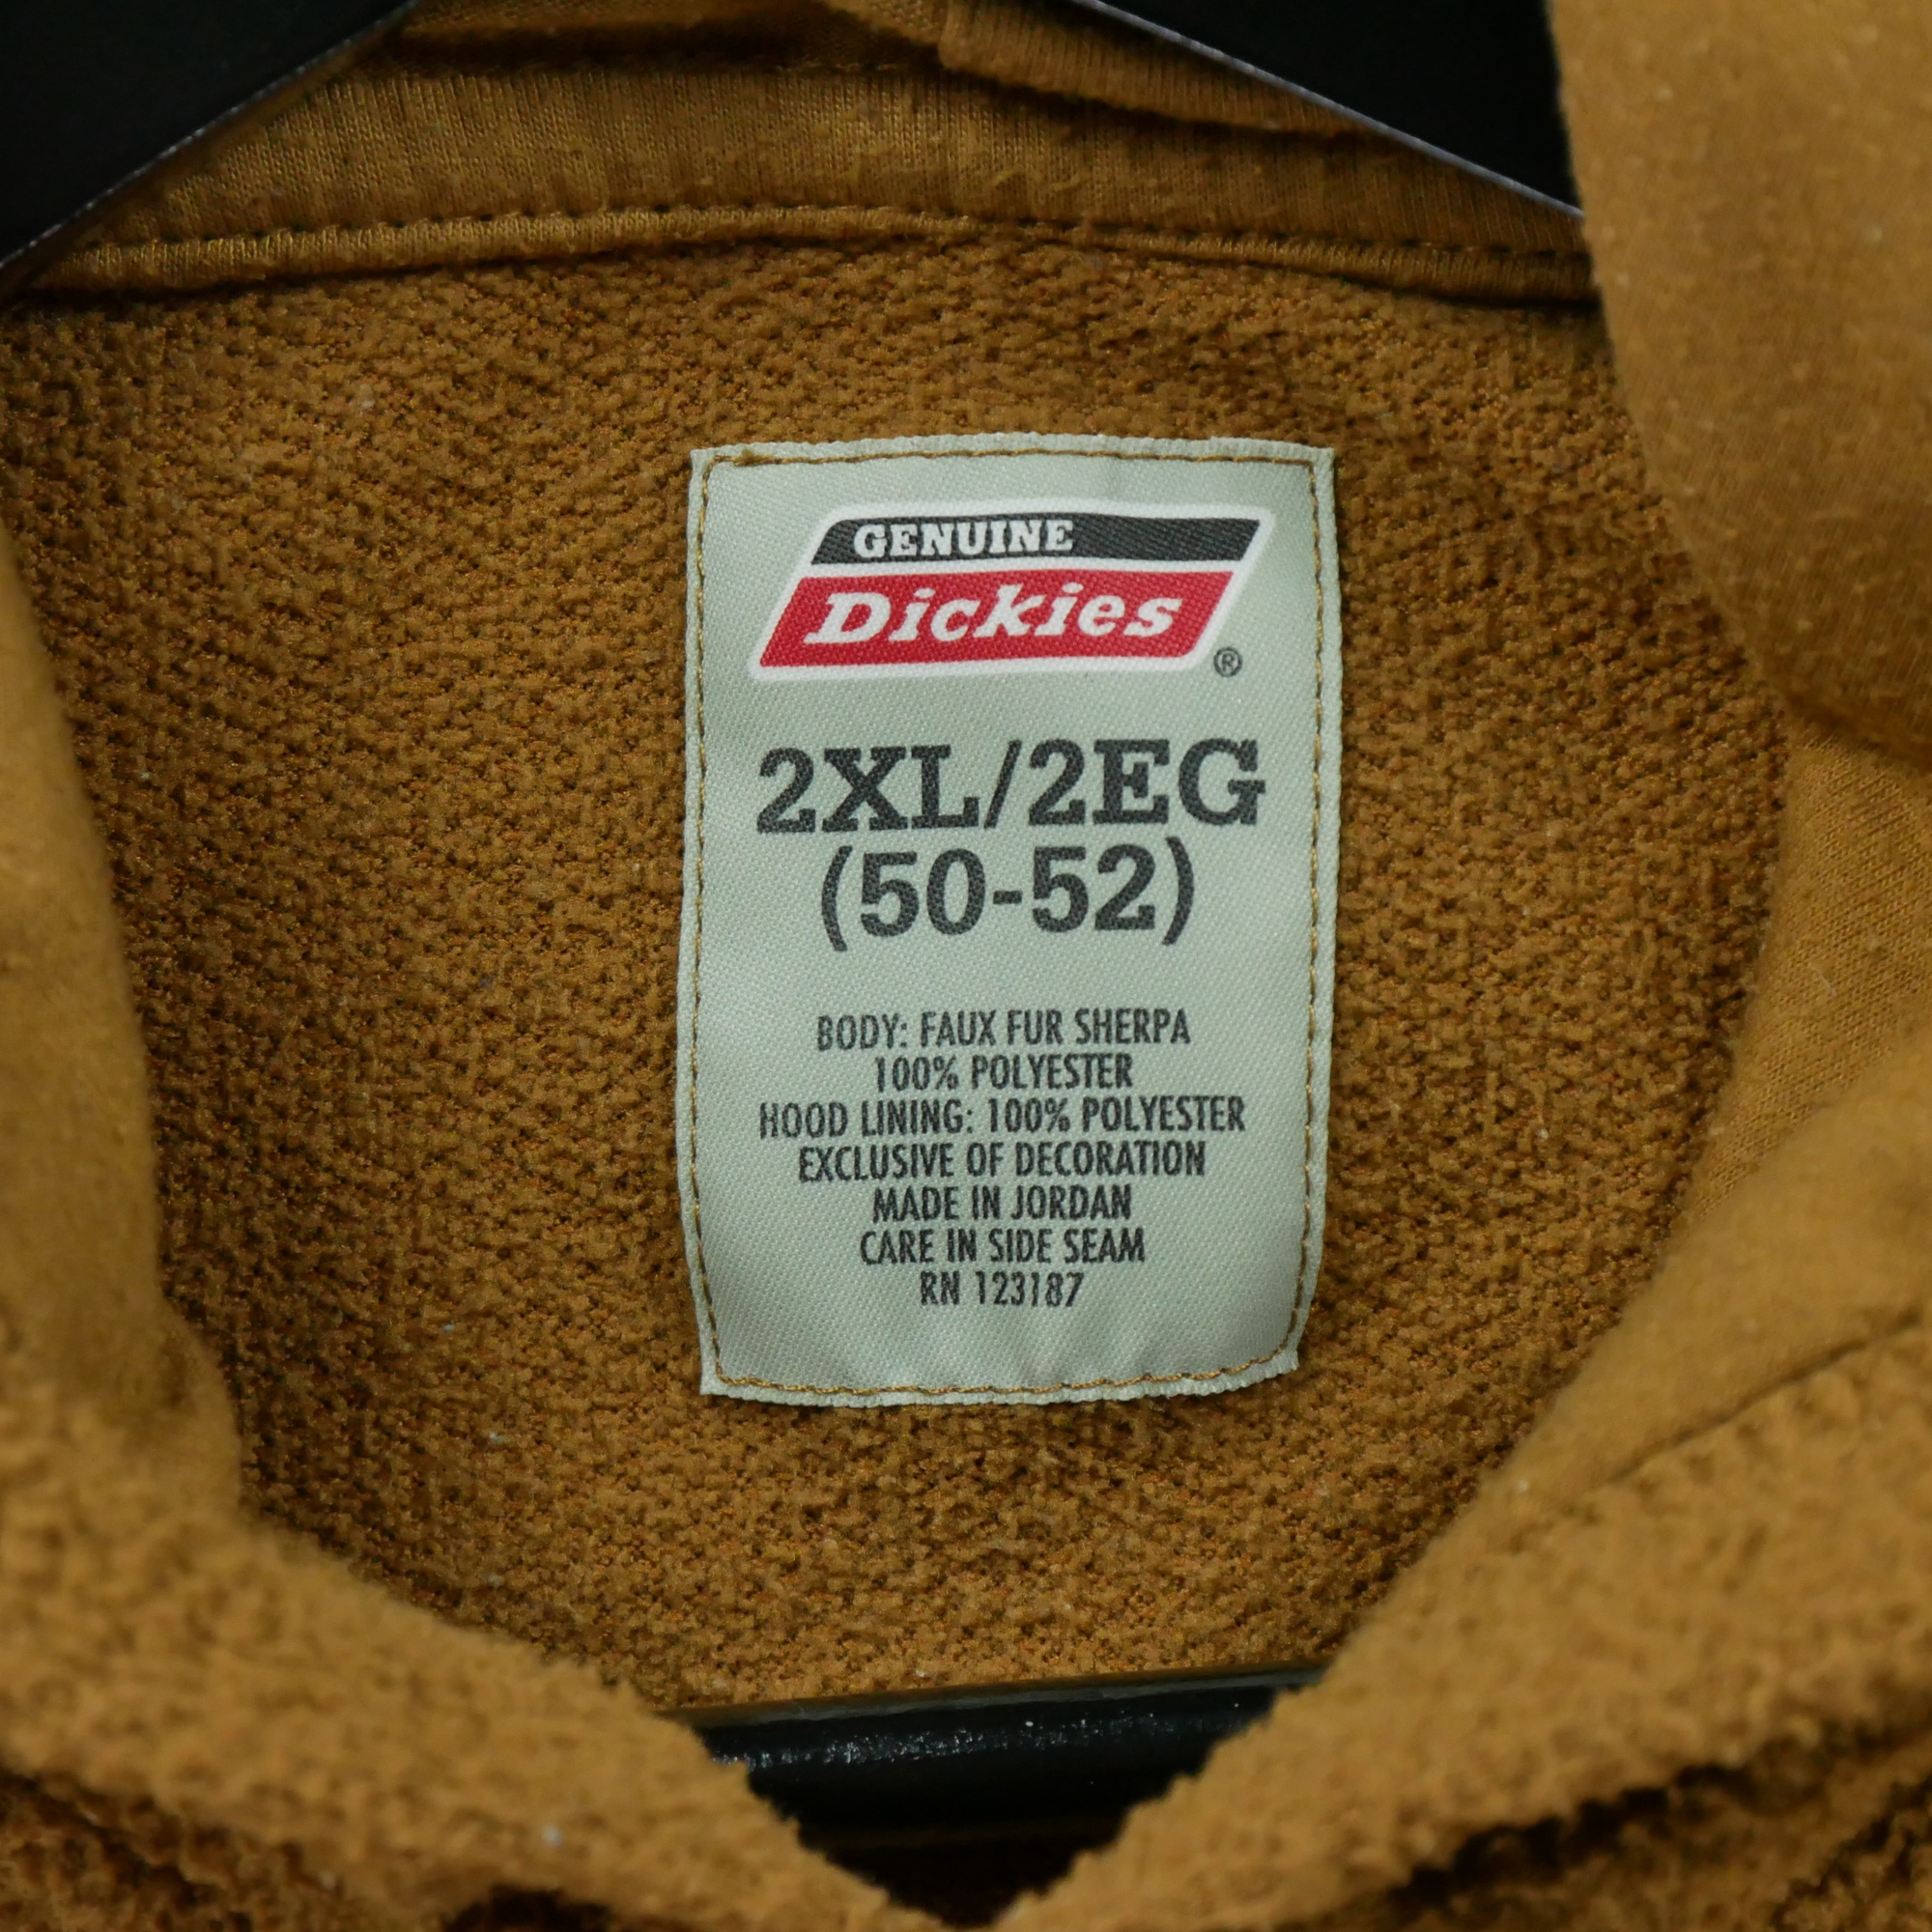 GENUINE
Dickies
®
2XL/2EG
(50-52)
BODY: FAUX FUR SHERPA
100% POLYESTER
HOOD LINING: 100% POLYESTER
EXCLUSIVE OF DECORATION
MADE IN JORDAN
CARE IN SIDE SEAM
RN 123187